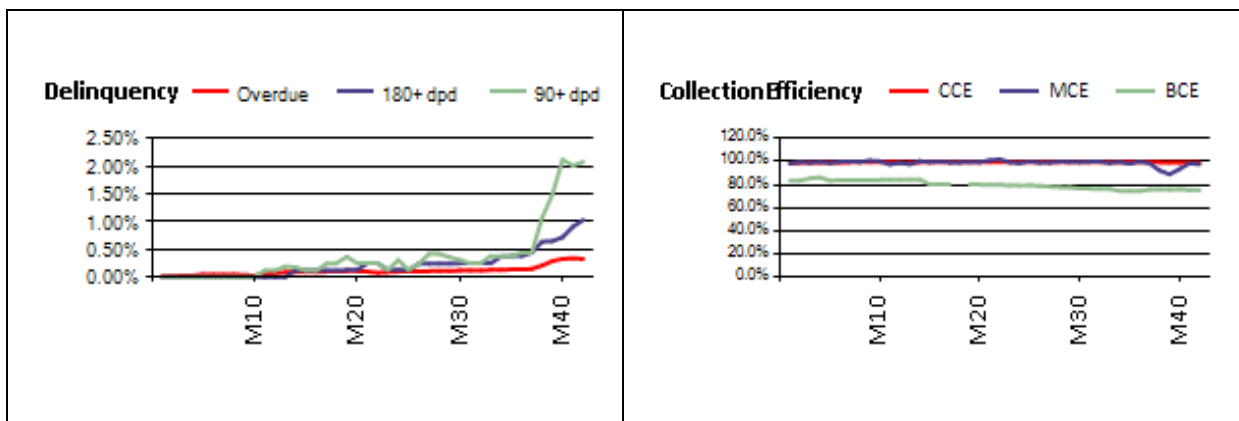 Delinquency Overdue 180+ dpd 90+ dpd
2.50%
2.00%
1.50%
1.00%
0.50%
0.00%
M10
M20
M30
M40
Collection Efficiency CCE MCE BCE
120.0%
100.0%
80.0%
60.0%
40.0%
20.0%
0.0%
M10
M20
M30
M40